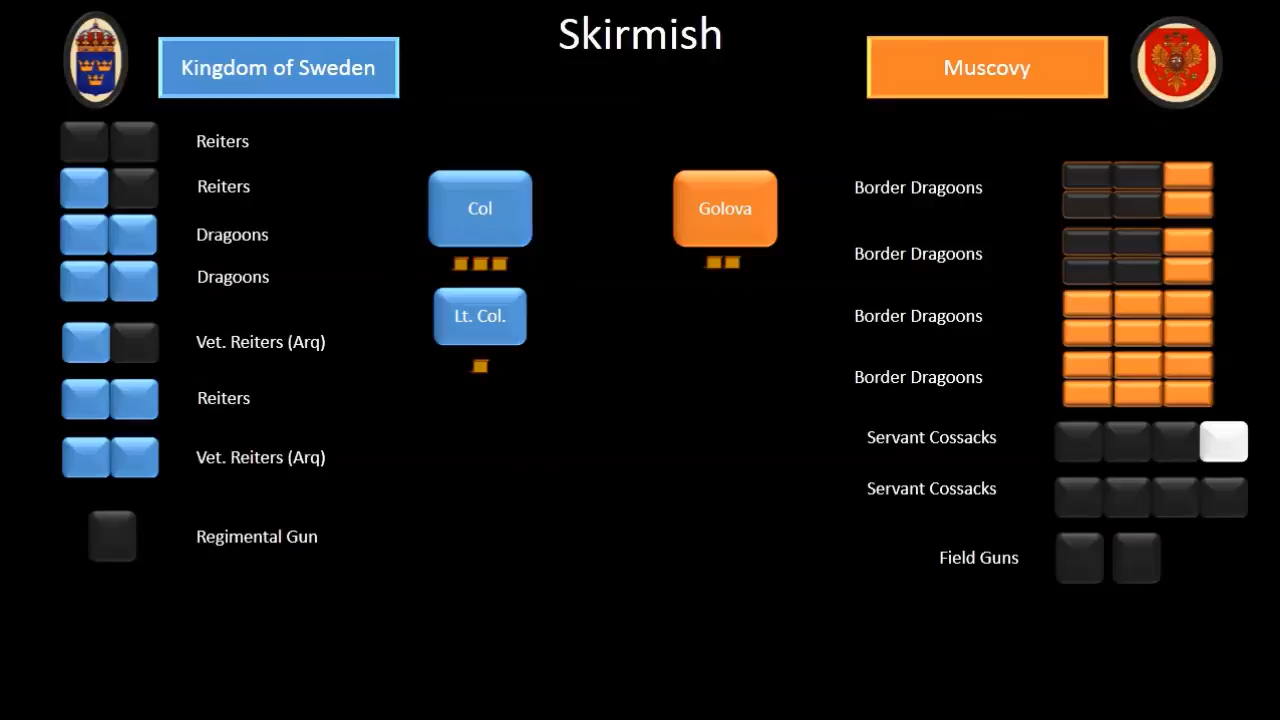 Skirmish
Kingdom of Sweden
Muscovy
Reiters
Reiters
Dragoons
Dragoons
Vet. Reiters (Arq)
Reiters
Vet. Reiters (Arq)
Regimental Gun
Col
Lt. Col.
Golova
Border Dragoons
Border Dragoons
Border Dragoons
Border Dragoons
Servant Cossacks
Servant Cossacks
Field Guns